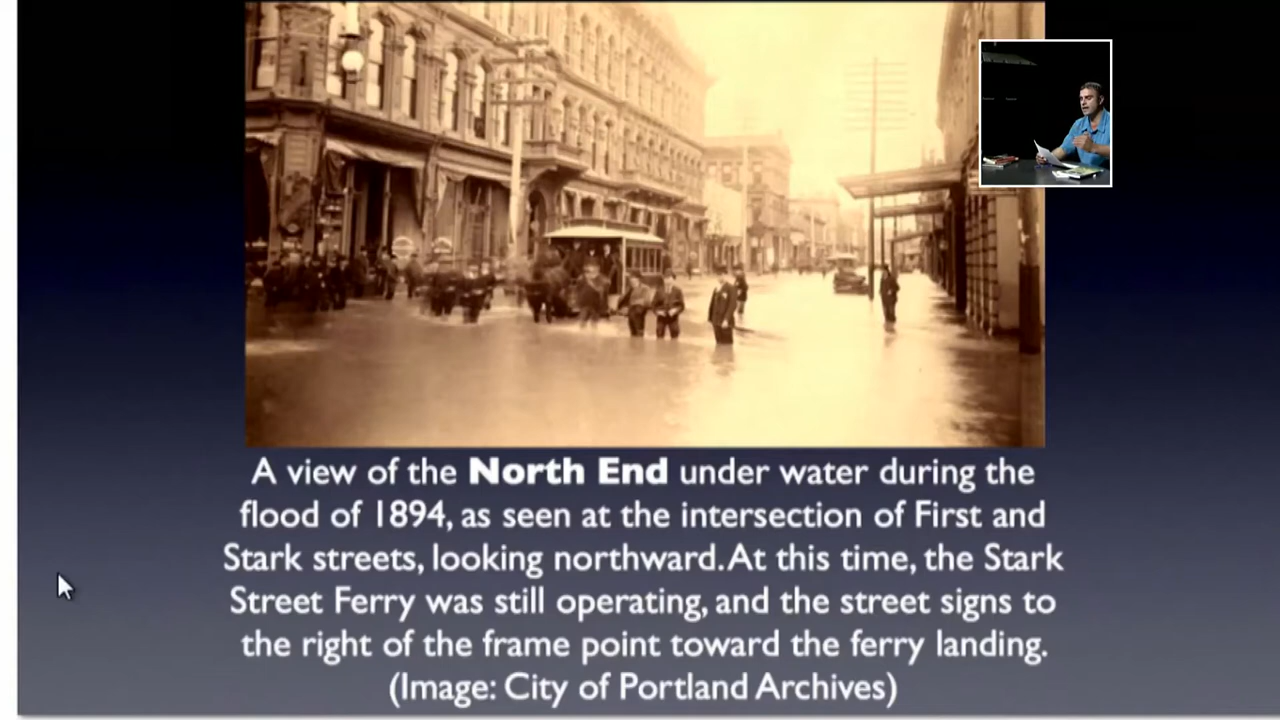 A view of the North End under water during the
flood of 1894, as seen at the intersection of First and
Stark streets, looking northward. At this time, the Stark
Street Ferry was still operating, and the street signs to
the right of the frame point toward the ferry landing.
(Image: City of Portland Archives)